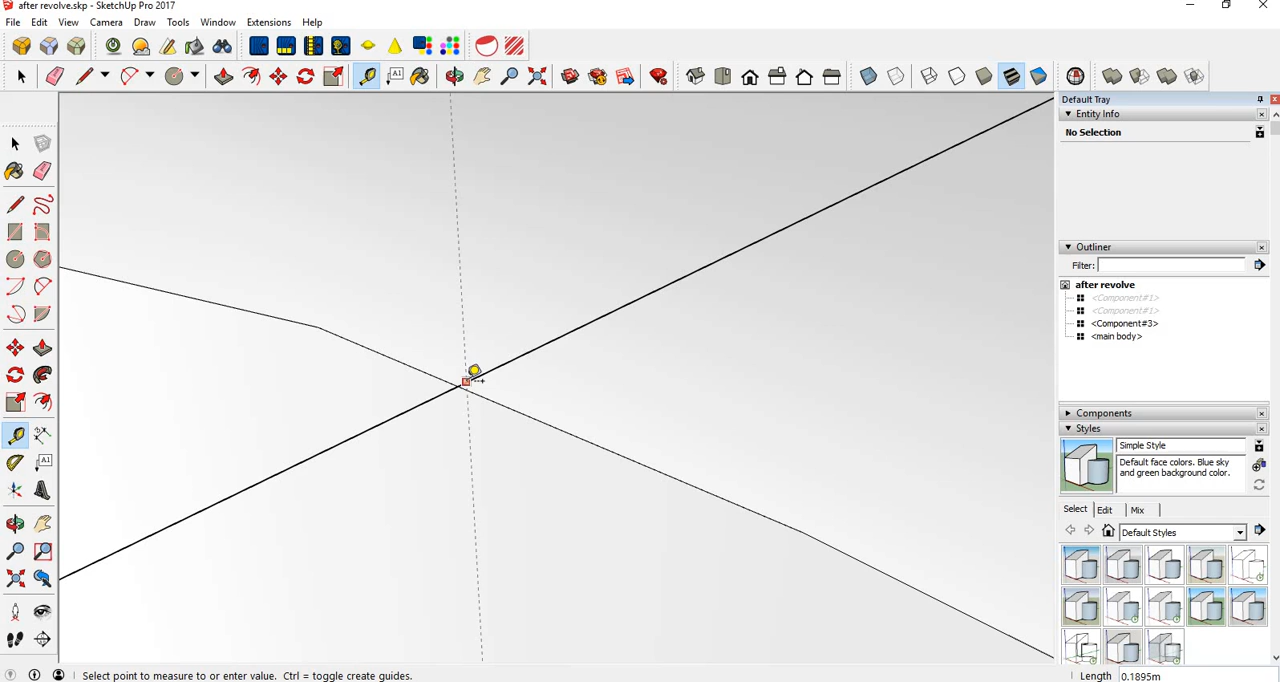 after revolve.skp - SketchUp Pro 2017
File Edit View Camera Draw Tools Window Extensions Help
A1
Default Tray
Entity Info
No Selection
Outliner
Filter:
after revolve
<Component#1>
<Component#1>
<Component#3>
<main body>
Components
Styles
Simple Style
Default face colors. Blue sky and green background color.
Select Edit Mix
Default Styles
A1
Select point to measure to or enter value. Ctrl = toggle create guides.
Length 0.1895m